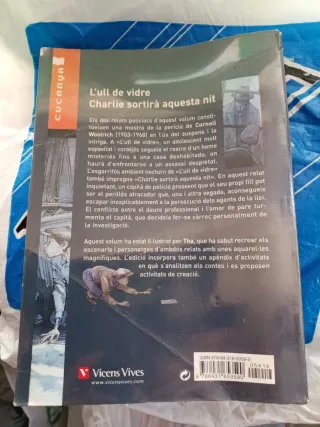 CUCANYA
L'ull de vidre
Charlie sortirà aquesta nit
Els dos relats policíacs d'aquest volum consti-
tueixen una mostra de la perícia de Cornell
Woolrich (1903-1968) en l'ús del suspens i la
intriga. A «L'ull de vidre», un adolescent molt
espavilat i coratjós segueix el rastre d'un home
misteriós fins a una casa deshabitada, on
haurà d'enfrontar-se a un assassí despietat.
L'esgarrifós ambient nocturn de «L'ull de vidre»
també impregna «Charlie sortirà aquesta nit». En aquest relat
inquietant, un capità de policia pressent que el seu propi fill pot
ser el perillós atracador que, una i altra vegada, aconsegueix
escapar inexplicablement a la persecució dels agents de la llei.
El conflicte entre el deure professional i l'amor de pare tur-
menta el capità, que decideix fer-se càrrec personalment de
la investigació.
Aquest volum ha estat il·lustrat per Tha, que ha sabut recrear els
escenaris i personatges d'ambdós relats amb unes aquarel·les
magnífiques. L'edició incorpora també un apèndix d'activitats
en què s'analitzen els contes i es proposen
activitats de creació.
VICENS VIVES
www.vicensvives.com
05414